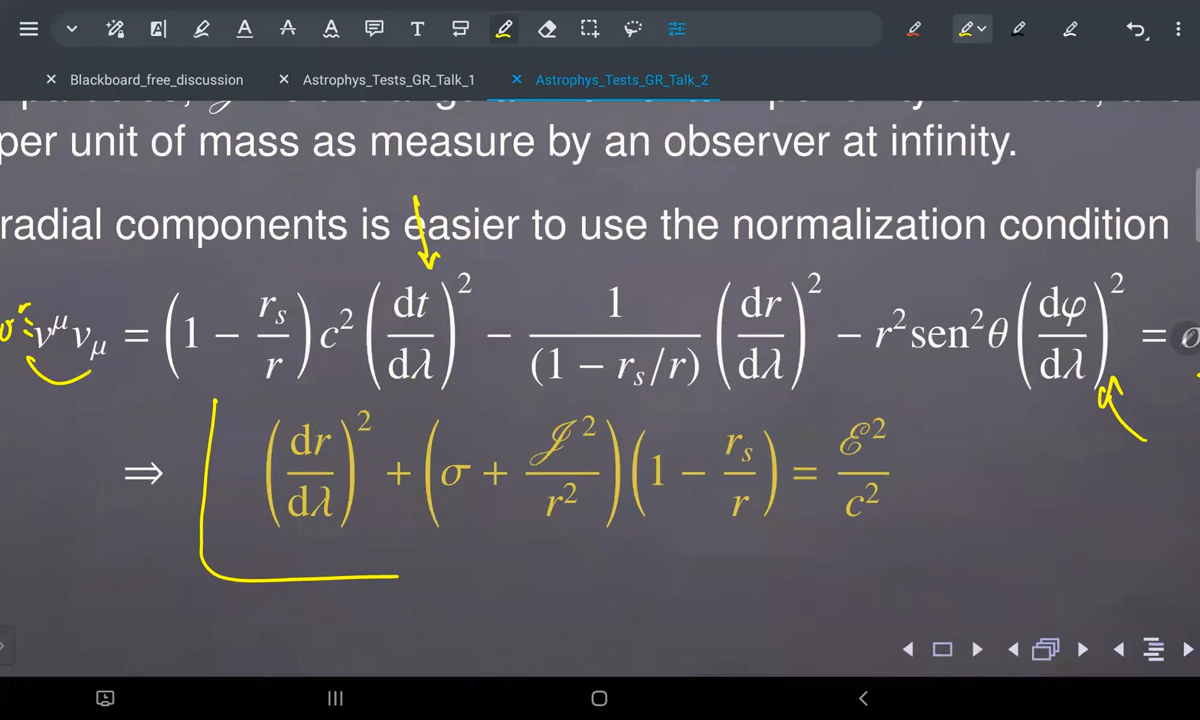 Blackboard_free_discussion Astrophys_Tests_GR_Talk_1 Astrophys_Tests_GR_Talk_2
per unit of mass as measure by an observer at infinity.
radial components is easier to use the normalization condition
v^μ v_μ = (1 − r_s/r) c² (dt/dλ)² − 1/(1 − r_s/r) (dr/dλ)² − r² sen²θ (dφ/dλ)² = σ
⇒ (dr/dλ)² + (σ + 𝒥²/r²)(1 − r_s/r) = ℰ²/c²